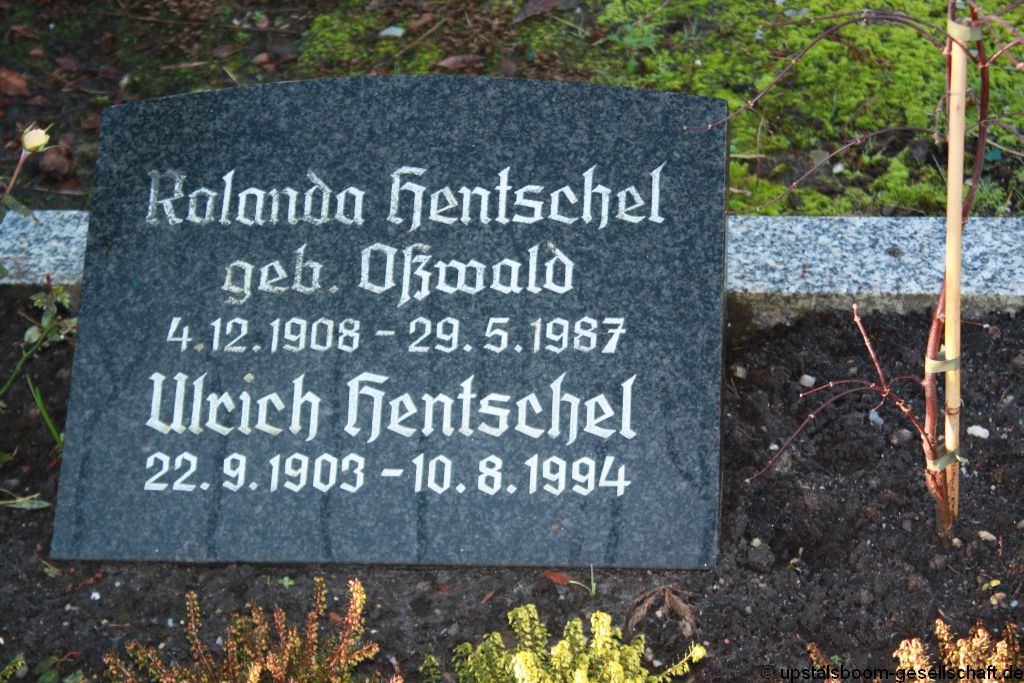 Rolanda Hentschel
geb. Oßwald
4.12.1908 – 29.5.1987
Ulrich Hentschel
22.9.1903 – 10.8.1994
© upstalsboom-gesellschaft.de